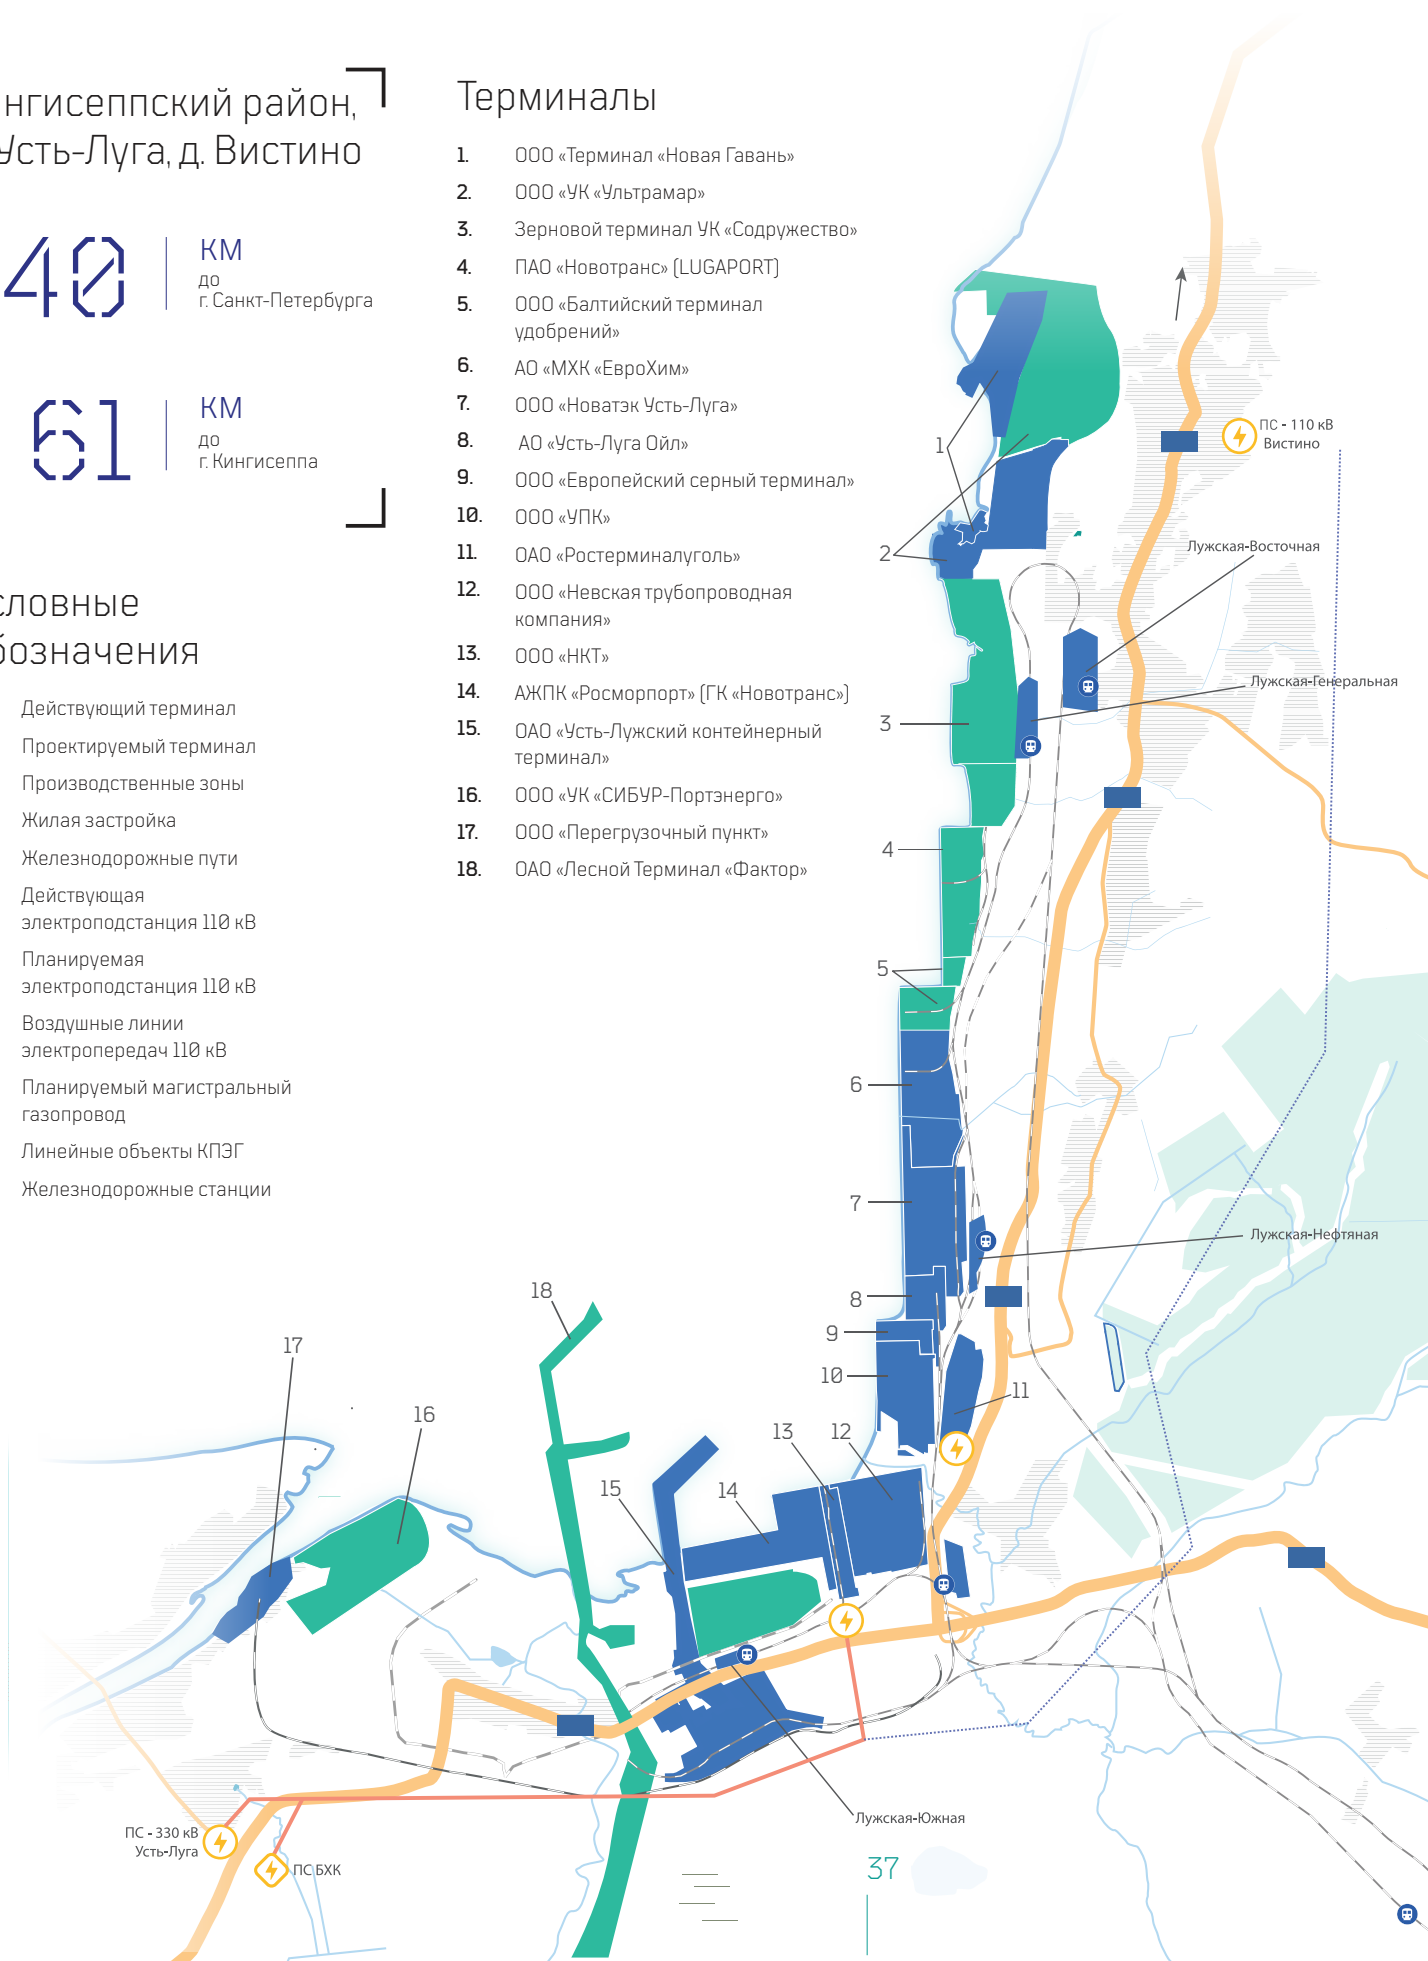 нгисеппский район,
Усть-Луга, д. Вистино
40
КМ
до
г. Санкт-Петербурга
61
КМ
до
г. Кингисеппа
словные
бозначения
Действующий терминал
Проектируемый терминал
Производственные зоны
Жилая застройка
Железнодорожные пути
Действующая
электроподстанция 110 кВ
Планируемая
электроподстанция 110 кВ
Воздушные линии
электропередач 110 кВ
Планируемый магистральный
газопровод
Линейные объекты КПЭГ
Железнодорожные станции
Терминалы
1. ООО «Терминал «Новая Гавань»
2. ООО «УК «Ультрамар»
3. Зерновой терминал УК «Содружество»
4. ПАО «Новотранс» (LUGAPORT)
5. ООО «Балтийский терминал
удобрений»
6. АО «МХК «ЕвроХим»
7. ООО «Новатэк Усть-Луга»
8. АО «Усть-Луга Ойл»
9. ООО «Европейский серный терминал»
10. ООО «УПК»
11. ОАО «Ростерминалуголь»
12. ООО «Невская трубопроводная
компания»
13. ООО «НКТ»
14. АЖПК «Росморпорт» (ГК «Новотранс»)
15. ОАО «Усть-Лужский контейнерный
терминал»
16. ООО «УК «СИБУР-Портэнерго»
17. ООО «Перегрузочный пункт»
18. ОАО «Лесной Терминал «Фактор»
ПС - 110 кВ
Вистино
1
2
Лужская-Восточная
Лужская-Генеральная
3
4
5
6
7
Лужская-Нефтяная
8
9
10
11
18
17
16
13
12
15
14
Лужская-Южная
ПС - 330 кВ
Усть-Луга
ПС БХК
37